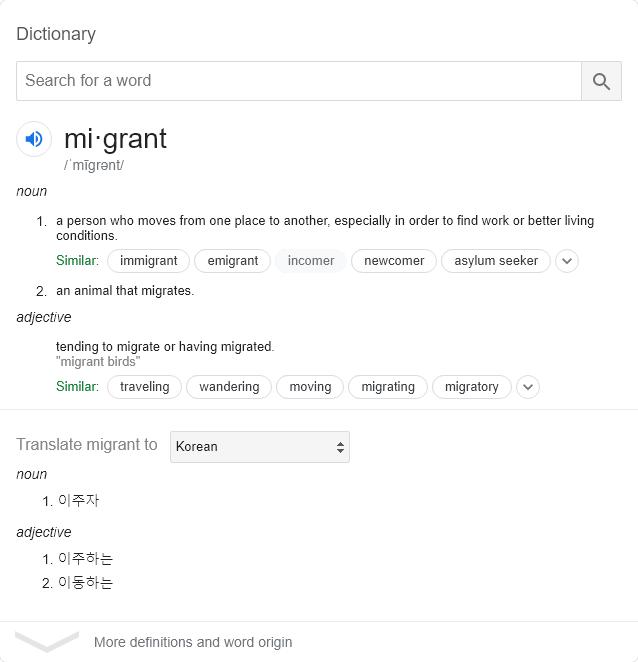 Dictionary
Search for a word
mi·grant
/ˈmīɡrənt/
noun
1. a person who moves from one place to another, especially in order to find work or better living
conditions.
Similar: immigrant emigrant incomer newcomer asylum seeker
2. an animal that migrates.
adjective
tending to migrate or having migrated.
"migrant birds"
Similar: traveling wandering moving migrating migratory
Translate migrant to Korean
noun
1. 이주자
adjective
1. 이주하는
2. 이동하는
More definitions and word origin